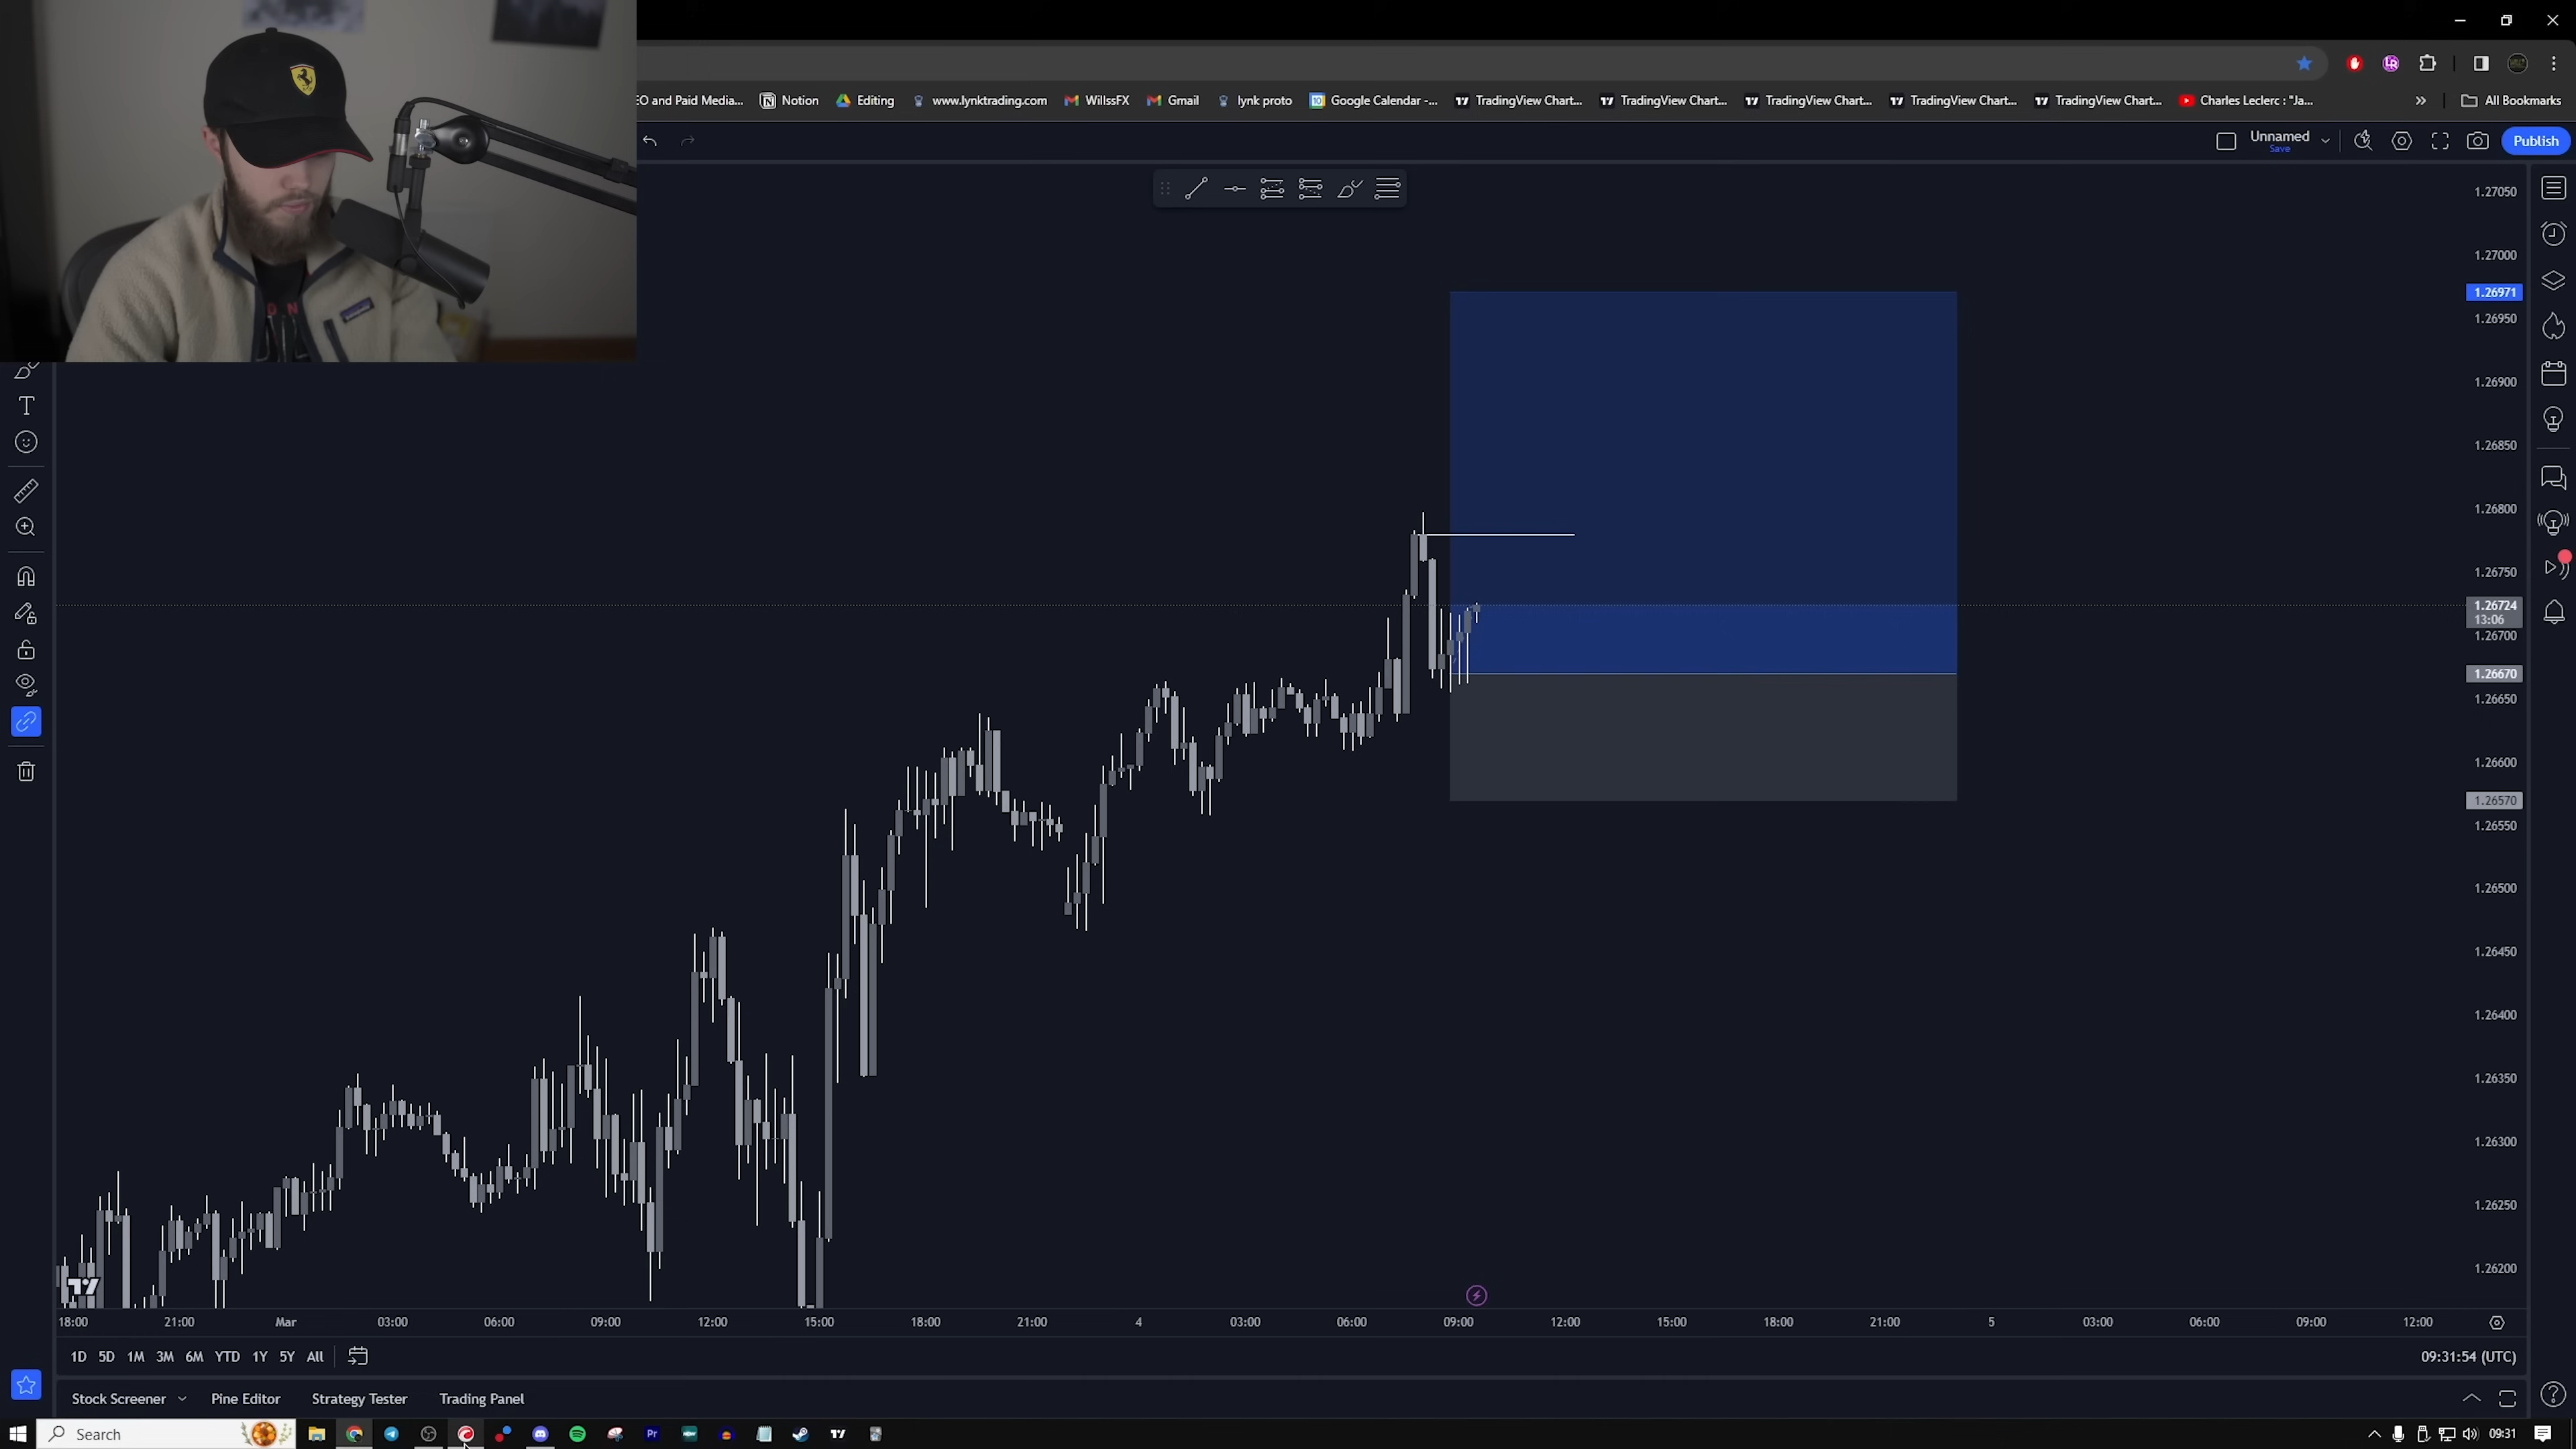 EO and Paid Media...
Notion
Editing
www.lynktrading.com
WillssFX
Gmail
lynk proto
Google Calendar -...
TradingView Chart...
TradingView Chart...
TradingView Chart...
TradingView Chart...
TradingView Chart...
Charles Leclerc : "Ja...
»
All Bookmarks
Unnamed
Save
Publish
1.27050
1.27000
1.26971
1.26950
1.26900
1.26850
1.26800
1.26750
1.26724
13:06
1.26700
1.26670
1.26650
1.26600
1.26570
1.26550
1.26500
1.26450
1.26400
1.26350
1.26300
1.26250
1.26200
18:00 21:00 Mar 03:00 06:00 09:00 12:00 15:00 18:00 21:00 4 03:00 06:00 09:00 12:00 15:00 18:00 21:00 5 03:00 06:00 09:00 12:00
1D 5D 1M 3M 6M YTD 1Y 5Y All
09:31:54 (UTC)
Stock Screener Pine Editor Strategy Tester Trading Panel
Search
Pr
09:31